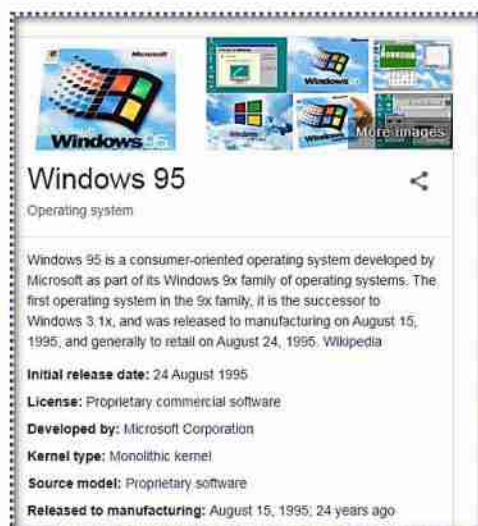 Microsoft
Windows 95
Windows
Windows
More images
Windows 95
Operating system
Windows 95 is a consumer-oriented operating system developed by
Microsoft as part of its Windows 9x family of operating systems. The
first operating system in the 9x family, it is the successor to
Windows 3.1x, and was released to manufacturing on August 15,
1995, and generally to retail on August 24, 1995. Wikipedia
Initial release date: 24 August 1995
License: Proprietary commercial software
Developed by: Microsoft Corporation
Kernel type: Monolithic kernel
Source model: Proprietary software
Released to manufacturing: August 15, 1995; 24 years ago